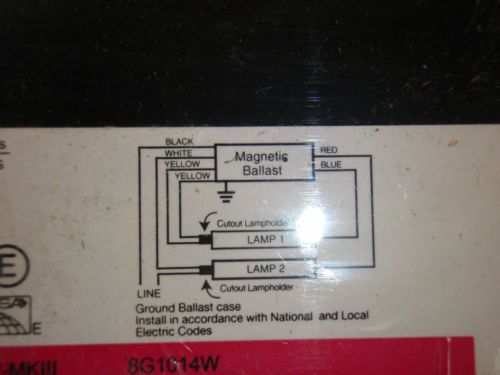 BLACK
WHITE
YELLOW
YELLOW
Magnetic
Ballast
RED
BLUE
Cutout Lampholder
LAMP 1
LAMP 2
Cutout Lampholder
LINE
Ground Ballast case
Install in accordance with National and Local
Electric Codes
E
E
-MKIII 8G1014W